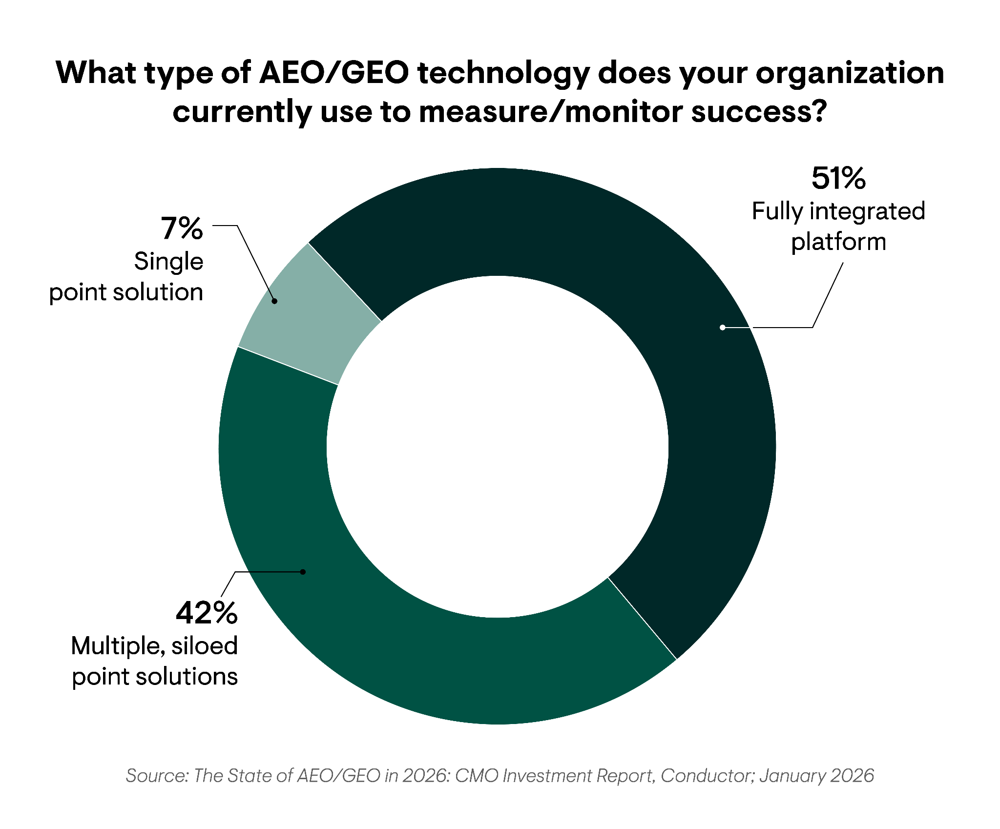 What type of AEO/GEO technology does your organization
currently use to measure/monitor success?
51%
Fully integrated
platform
7%
Single
point solution
42%
Multiple, siloed
point solutions
Source: The State of AEO/GEO in 2026: CMO Investment Report, Conductor; January 2026